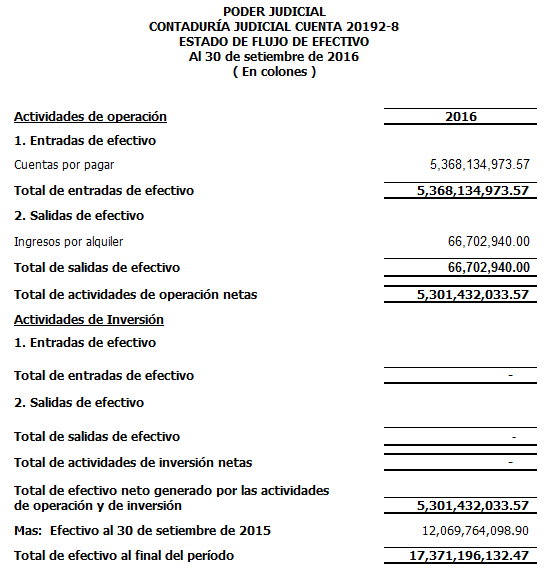 PODER JUDICIAL
CONTADURÍA JUDICIAL CUENTA 20192-8
ESTADO DE FLUJO DE EFECTIVO
Al 30 de setiembre de 2016
( En colones )
Actividades de operación 2016
1. Entradas de efectivo
Cuentas por pagar 5,368,134,973.57
Total de entradas de efectivo 5,368,134,973.57
2. Salidas de efectivo
Ingresos por alquiler 66,702,940.00
Total de salidas de efectivo 66,702,940.00
Total de actividades de operación netas 5,301,432,033.57
Actividades de Inversión
1. Entradas de efectivo
Total de entradas de efectivo -
2. Salidas de efectivo
Total de salidas de efectivo -
Total de actividades de inversión netas -
Total de efectivo neto generado por las actividades
de operación y de inversión 5,301,432,033.57
Mas: Efectivo al 30 de setiembre de 2015 12,069,764,098.90
Total de efectivo al final del período 17,371,196,132.47